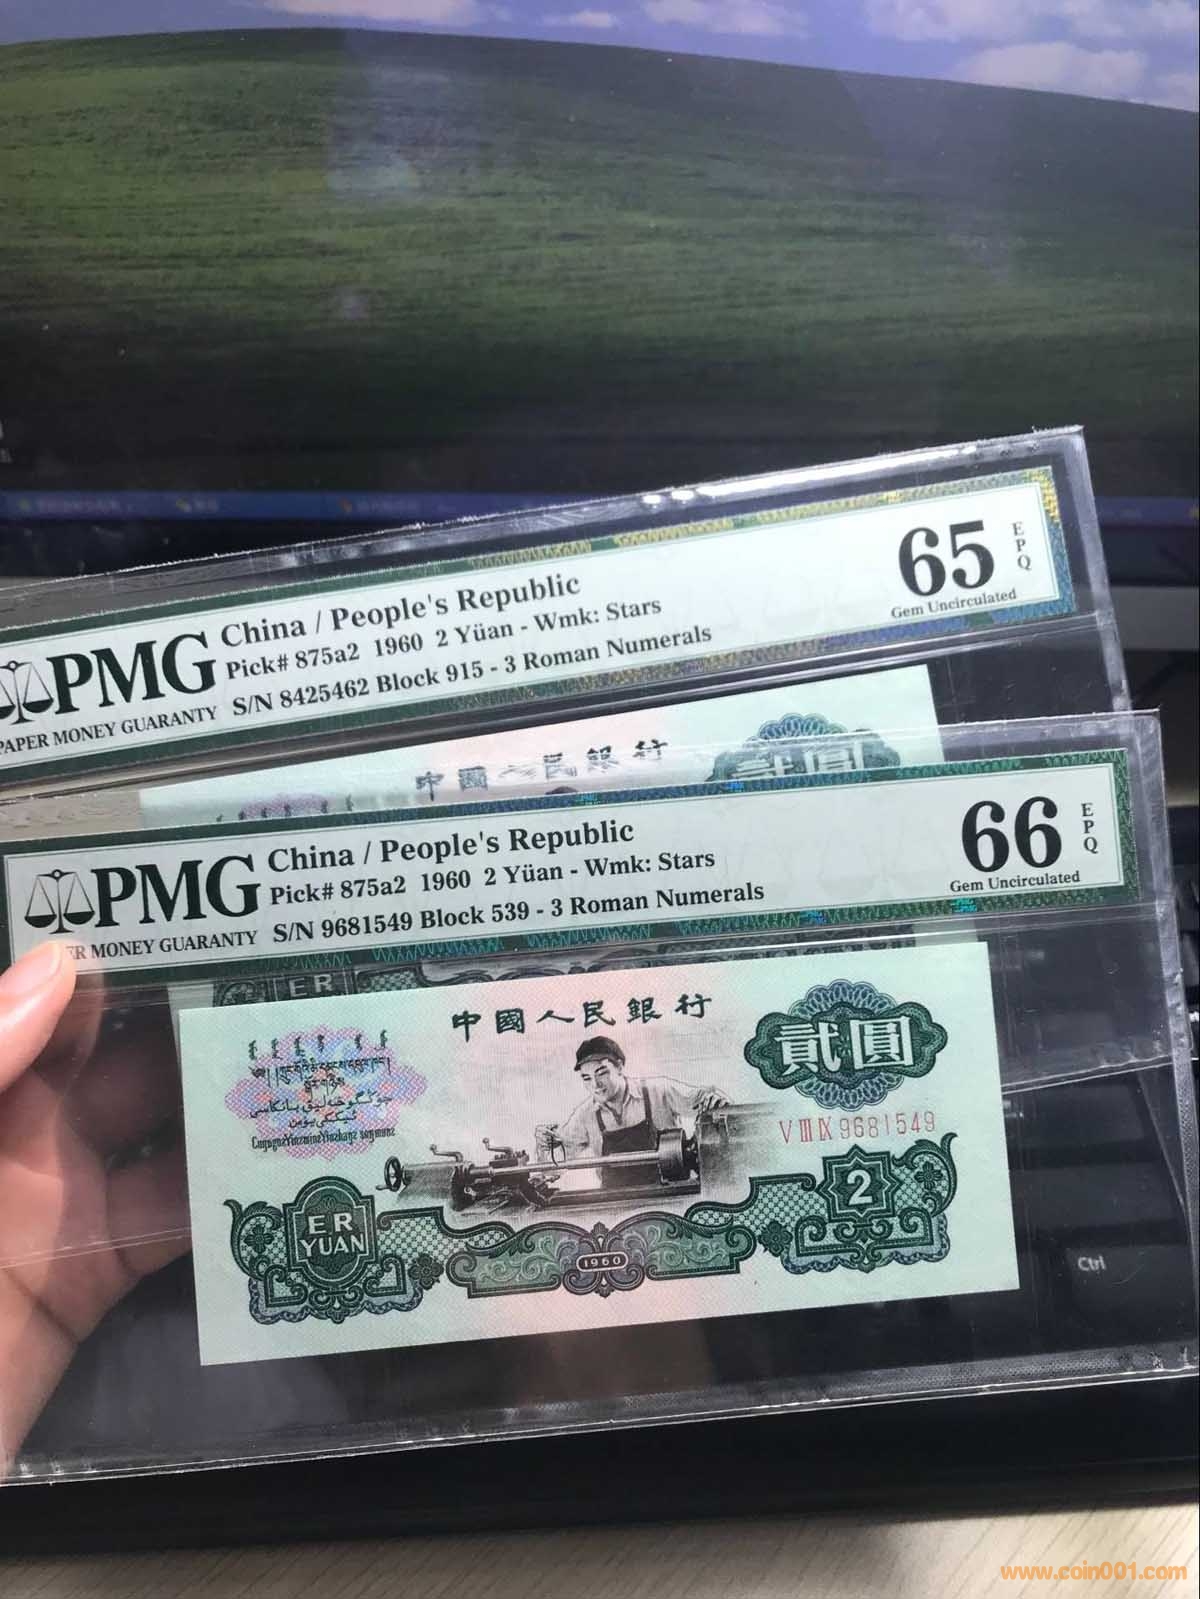 China / People's Republic
Pick# 875a2 1960 2 Yüan - Wmk: Stars
S/N 8425462 Block 915 - 3 Roman Numerals
65
EPQ
Gem Uncirculated
PMG
PAPER MONEY GUARANTY
中國人民銀行
貳圓
China / People's Republic
Pick# 875a2 1960 2 Yüan - Wmk: Stars
S/N 9681549 Block 539 - 3 Roman Numerals
66
EPQ
Gem Uncirculated
PMG
ER MONEY GUARANTY
ER
中國人民銀行
貳圓
V III IX 9681549
2
ER
YUAN
1960
Ctrl
www.coin001.com